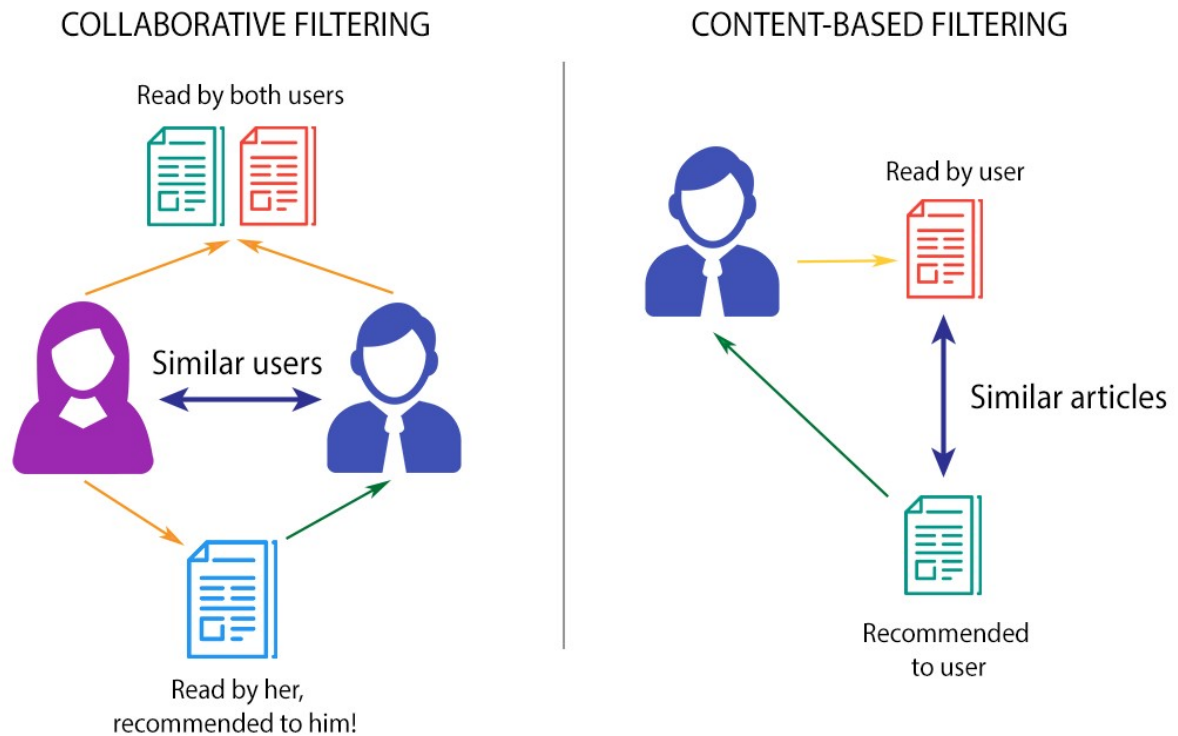 COLLABORATIVE FILTERING
Read by both users
Similar users
Read by her,
recommended to him!
CONTENT-BASED FILTERING
Read by user
Similar articles
Recommended
to user